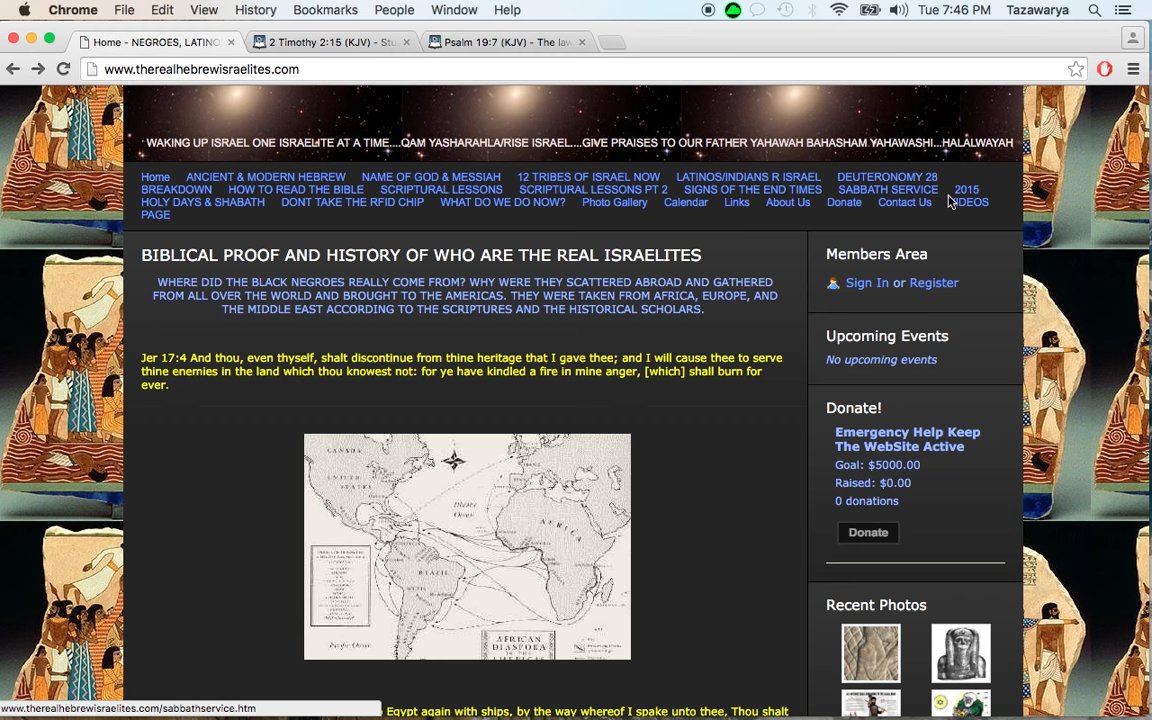 Chrome File Edit View History Bookmarks People Window Help Tue 7:46 PM Tazawarya
Home - NEGROES, LATINO 2 Timothy 2:15 (KJV) - Stu Psalm 19:7 (KJV) - The law
www.therealhebrewisraelites.com
WAKING UP ISRAEL ONE ISRAELITE AT A TIME....QAM YASHARAHLA/RISE ISRAEL....GIVE PRAISES TO OUR FATHER YAHAWAH BAHASHAM YAHAWASHI...HALALWAYAH
Home ANCIENT & MODERN HEBREW NAME OF GOD & MESSIAH 12 TRIBES OF ISRAEL NOW LATINOS/INDIANS R ISRAEL DEUTERONOMY 28
BREAKDOWN HOW TO READ THE BIBLE SCRIPTURAL LESSONS SCRIPTURAL LESSONS PT 2 SIGNS OF THE END TIMES SABBATH SERVICE 2015
HOLY DAYS & SHABATH DONT TAKE THE RFID CHIP WHAT DO WE DO NOW? Photo Gallery Calendar Links About Us Donate Contact Us VIDEOS
PAGE
BIBLICAL PROOF AND HISTORY OF WHO ARE THE REAL ISRAELITES
WHERE DID THE BLACK NEGROES REALLY COME FROM? WHY WERE THEY SCATTERED ABROAD AND GATHERED
FROM ALL OVER THE WORLD AND BROUGHT TO THE AMERICAS. THEY WERE TAKEN FROM AFRICA, EUROPE, AND
THE MIDDLE EAST ACCORDING TO THE SCRIPTURES AND THE HISTORICAL SCHOLARS.
Jer 17:4 And thou, even thyself, shalt discontinue from thine heritage that I gave thee; and I will cause thee to serve
thine enemies in the land which thou knowest not: for ye have kindled a fire in mine anger, [which] shall burn for
ever.
CANADA
UNITED
STATES
Atlantic
Ocean
AFRICA
BRAZIL
Pacific Ocean
AFRICAN
DIASPORA
IN THE
AMERICAS
Egypt again with ships, by the way whereof I spake unto thee, Thou shalt
Members Area
Sign In or Register
Upcoming Events
No upcoming events
Donate!
Emergency Help Keep
The WebSite Active
Goal: $5000.00
Raised: $0.00
0 donations
Donate
Recent Photos
www.therealhebrewisraelites.com/sabbathservice.htm